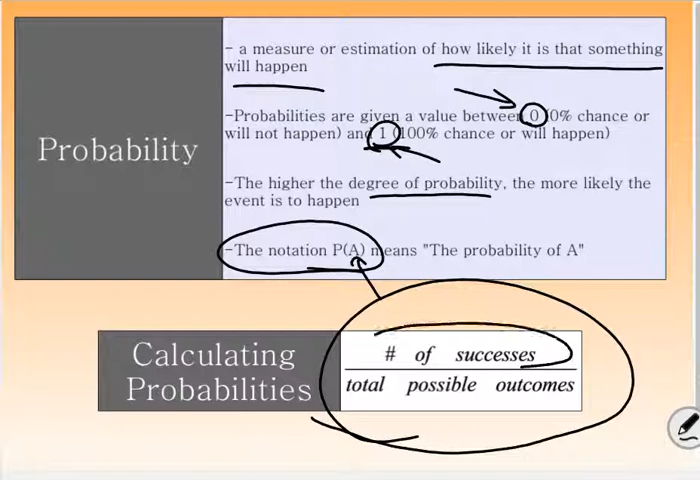 Probability
- a measure or estimation of how likely it is that something
will happen
-Probabilities are given a value between 0 (0% chance or
will not happen) and 1 (100% chance or will happen)
-The higher the degree of probability, the more likely the
event is to happen
-The notation P(A) means "The probability of A"
Calculating
Probabilities
# of successes
total possible outcomes